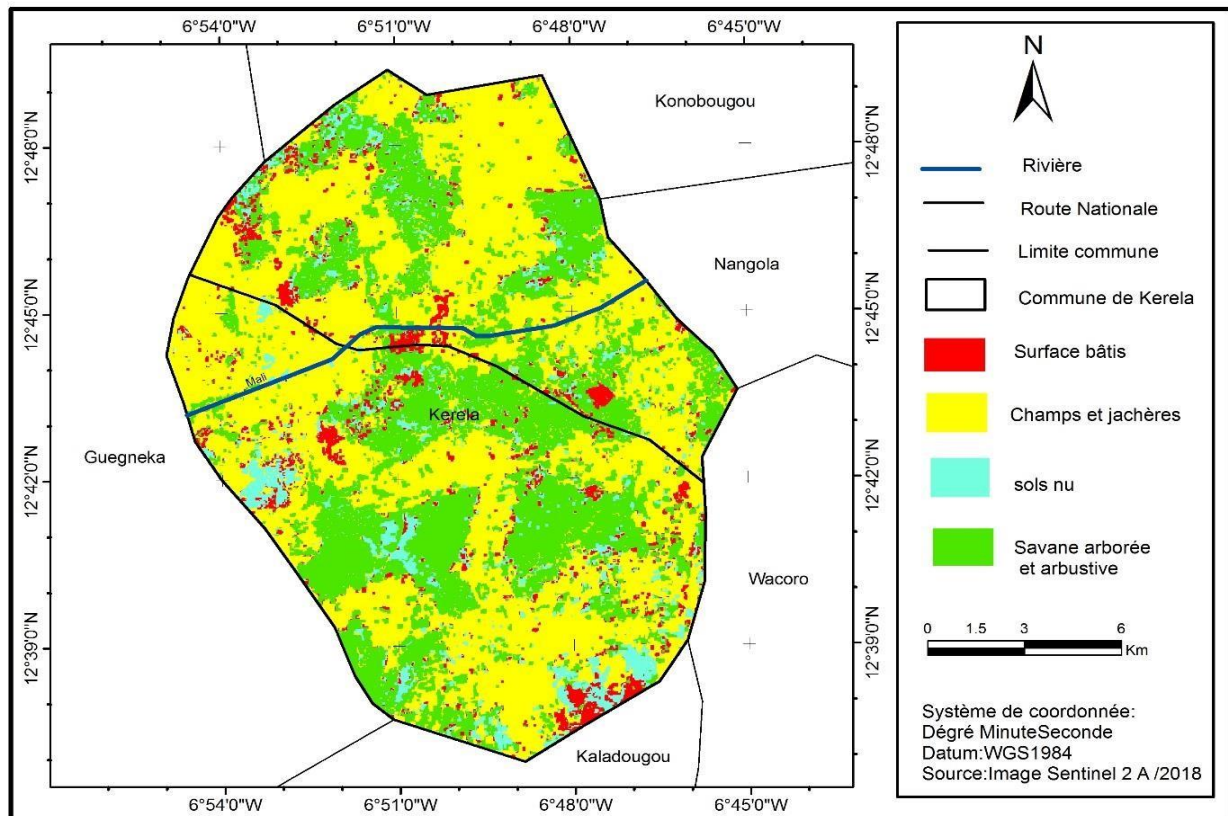 6°54'0"W
6°51'0"W
6°48'0"W
6°45'0"W
12°48'0"N
12°45'0"N
12°42'0"N
12°39'0"N
Konobougou
Nangola
Mali
Kerela
Guegneka
Wacoro
Kaladougou
12°48'0"N
12°45'0"N
12°42'0"N
12°39'0"N
6°54'0"W
6°51'0"W
6°48'0"W
6°45'0"W
N
Rivière
Route Nationale
Limite commune
Commune de Kerela
Surface bâtis
Champs et jachères
sols nu
Savane arborée
et arbustive
0 1.5 3 6
Km
Système de coordonnée:
Dégré MinuteSeconde
Datum:WGS1984
Source:Image Sentinel 2 A /2018